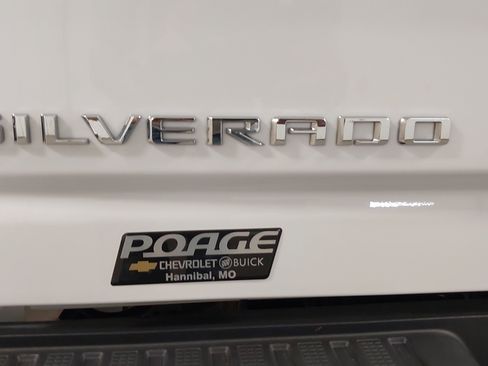 SILVERADO
POAGE
CHEVROLET BUICK
Hannibal, MO